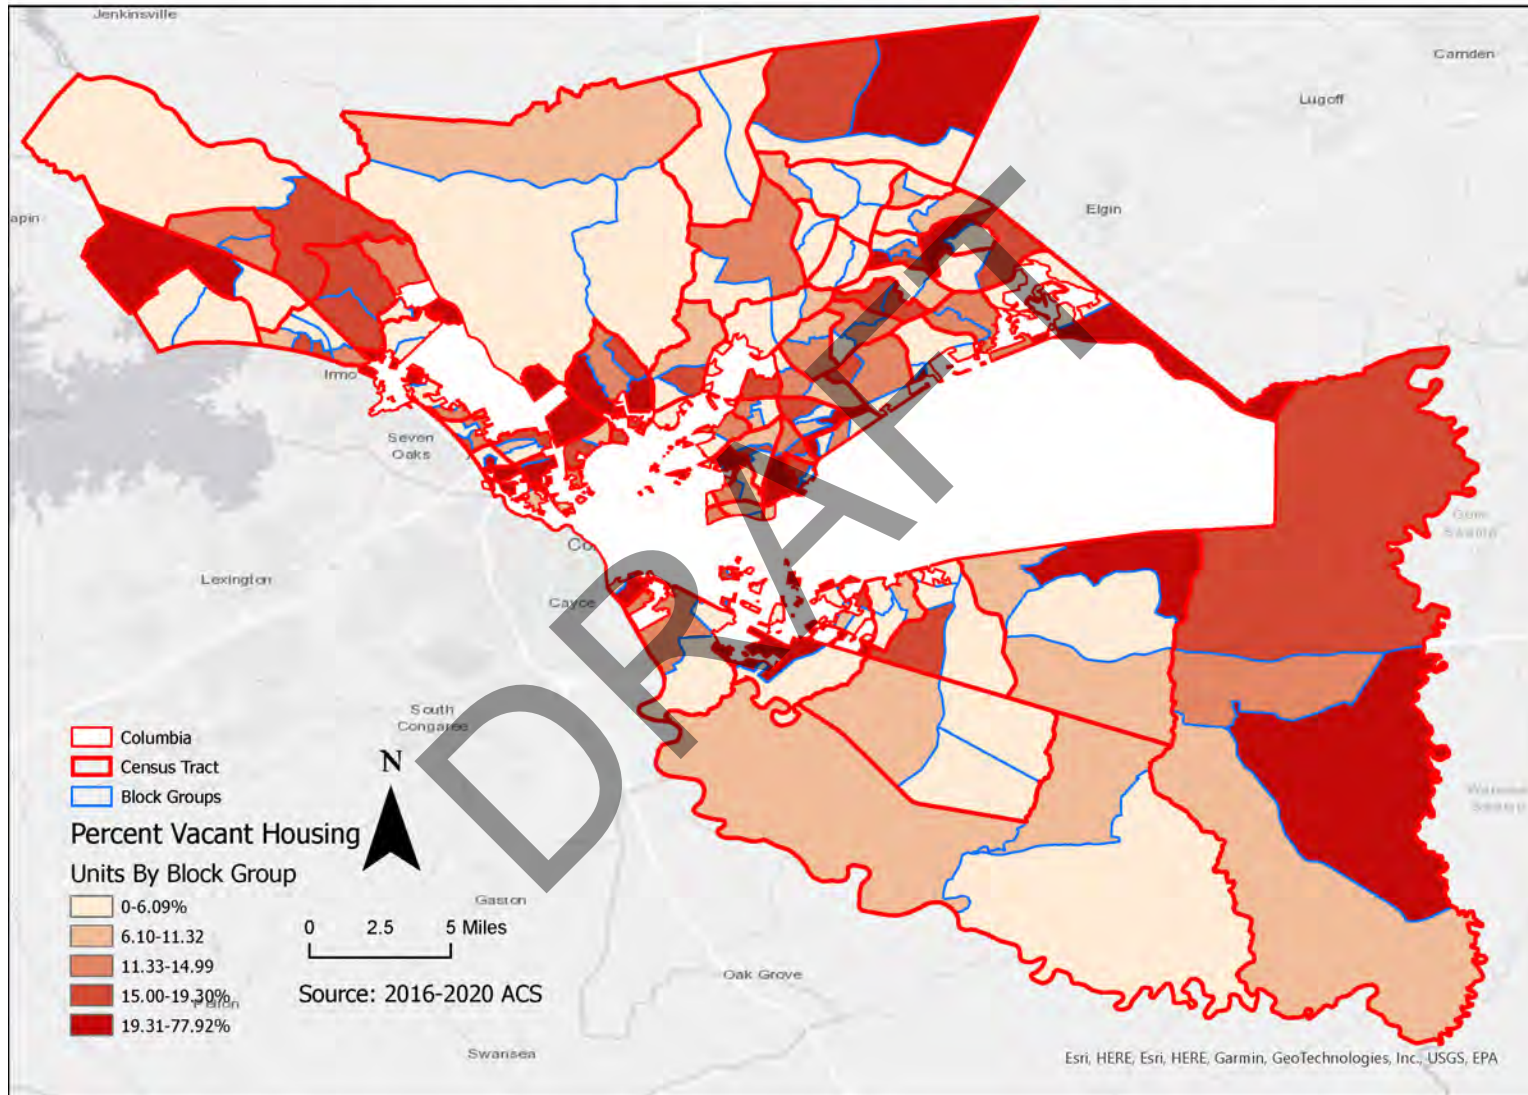 Jenkinsville
Camden
Lugoff
apin
Elgin
Irmo
Seven
Oaks
Lexington
Cayce
South
Congaree
Columbia
Census Tract
Block Groups
N
Percent Vacant Housing
Units By Block Group
0-6.09%
6.10-11.32
11.33-14.99
15.00-19.30%
19.31-77.92%
0 2.5 5 Miles
Source: 2016-2020 ACS
Gaston
Oak Grove
Pelion
Swansea
DRAFT
Esri, HERE, Esri, HERE, Garmin, GeoTechnologies, Inc., USGS, EPA